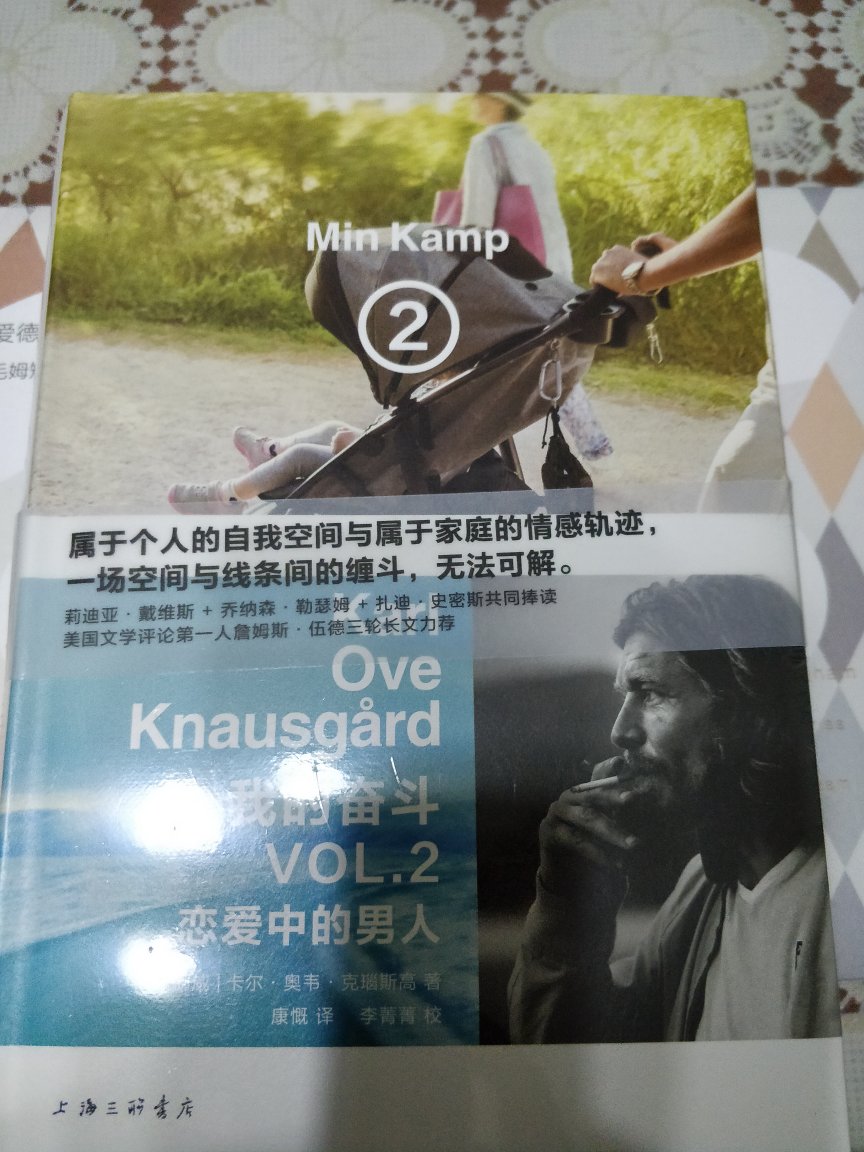 Min Kamp
2
爱德
毛姆
属于个人的自我空间与属于家庭的情感轨迹，
一场空间与线条间的缠斗，无法可解。
莉迪亚·戴维斯 + 乔纳森·勒瑟姆 + 扎迪·史密斯共同捧读
美国文学评论第一人詹姆斯·伍德三轮长文力荐
Karl
Ove
Knausgård
我的奋斗
VOL.2
恋爱中的男人
卡尔·奥韦·克瑙斯高 著
康慨 译 李菁菁 校
上海三联书店